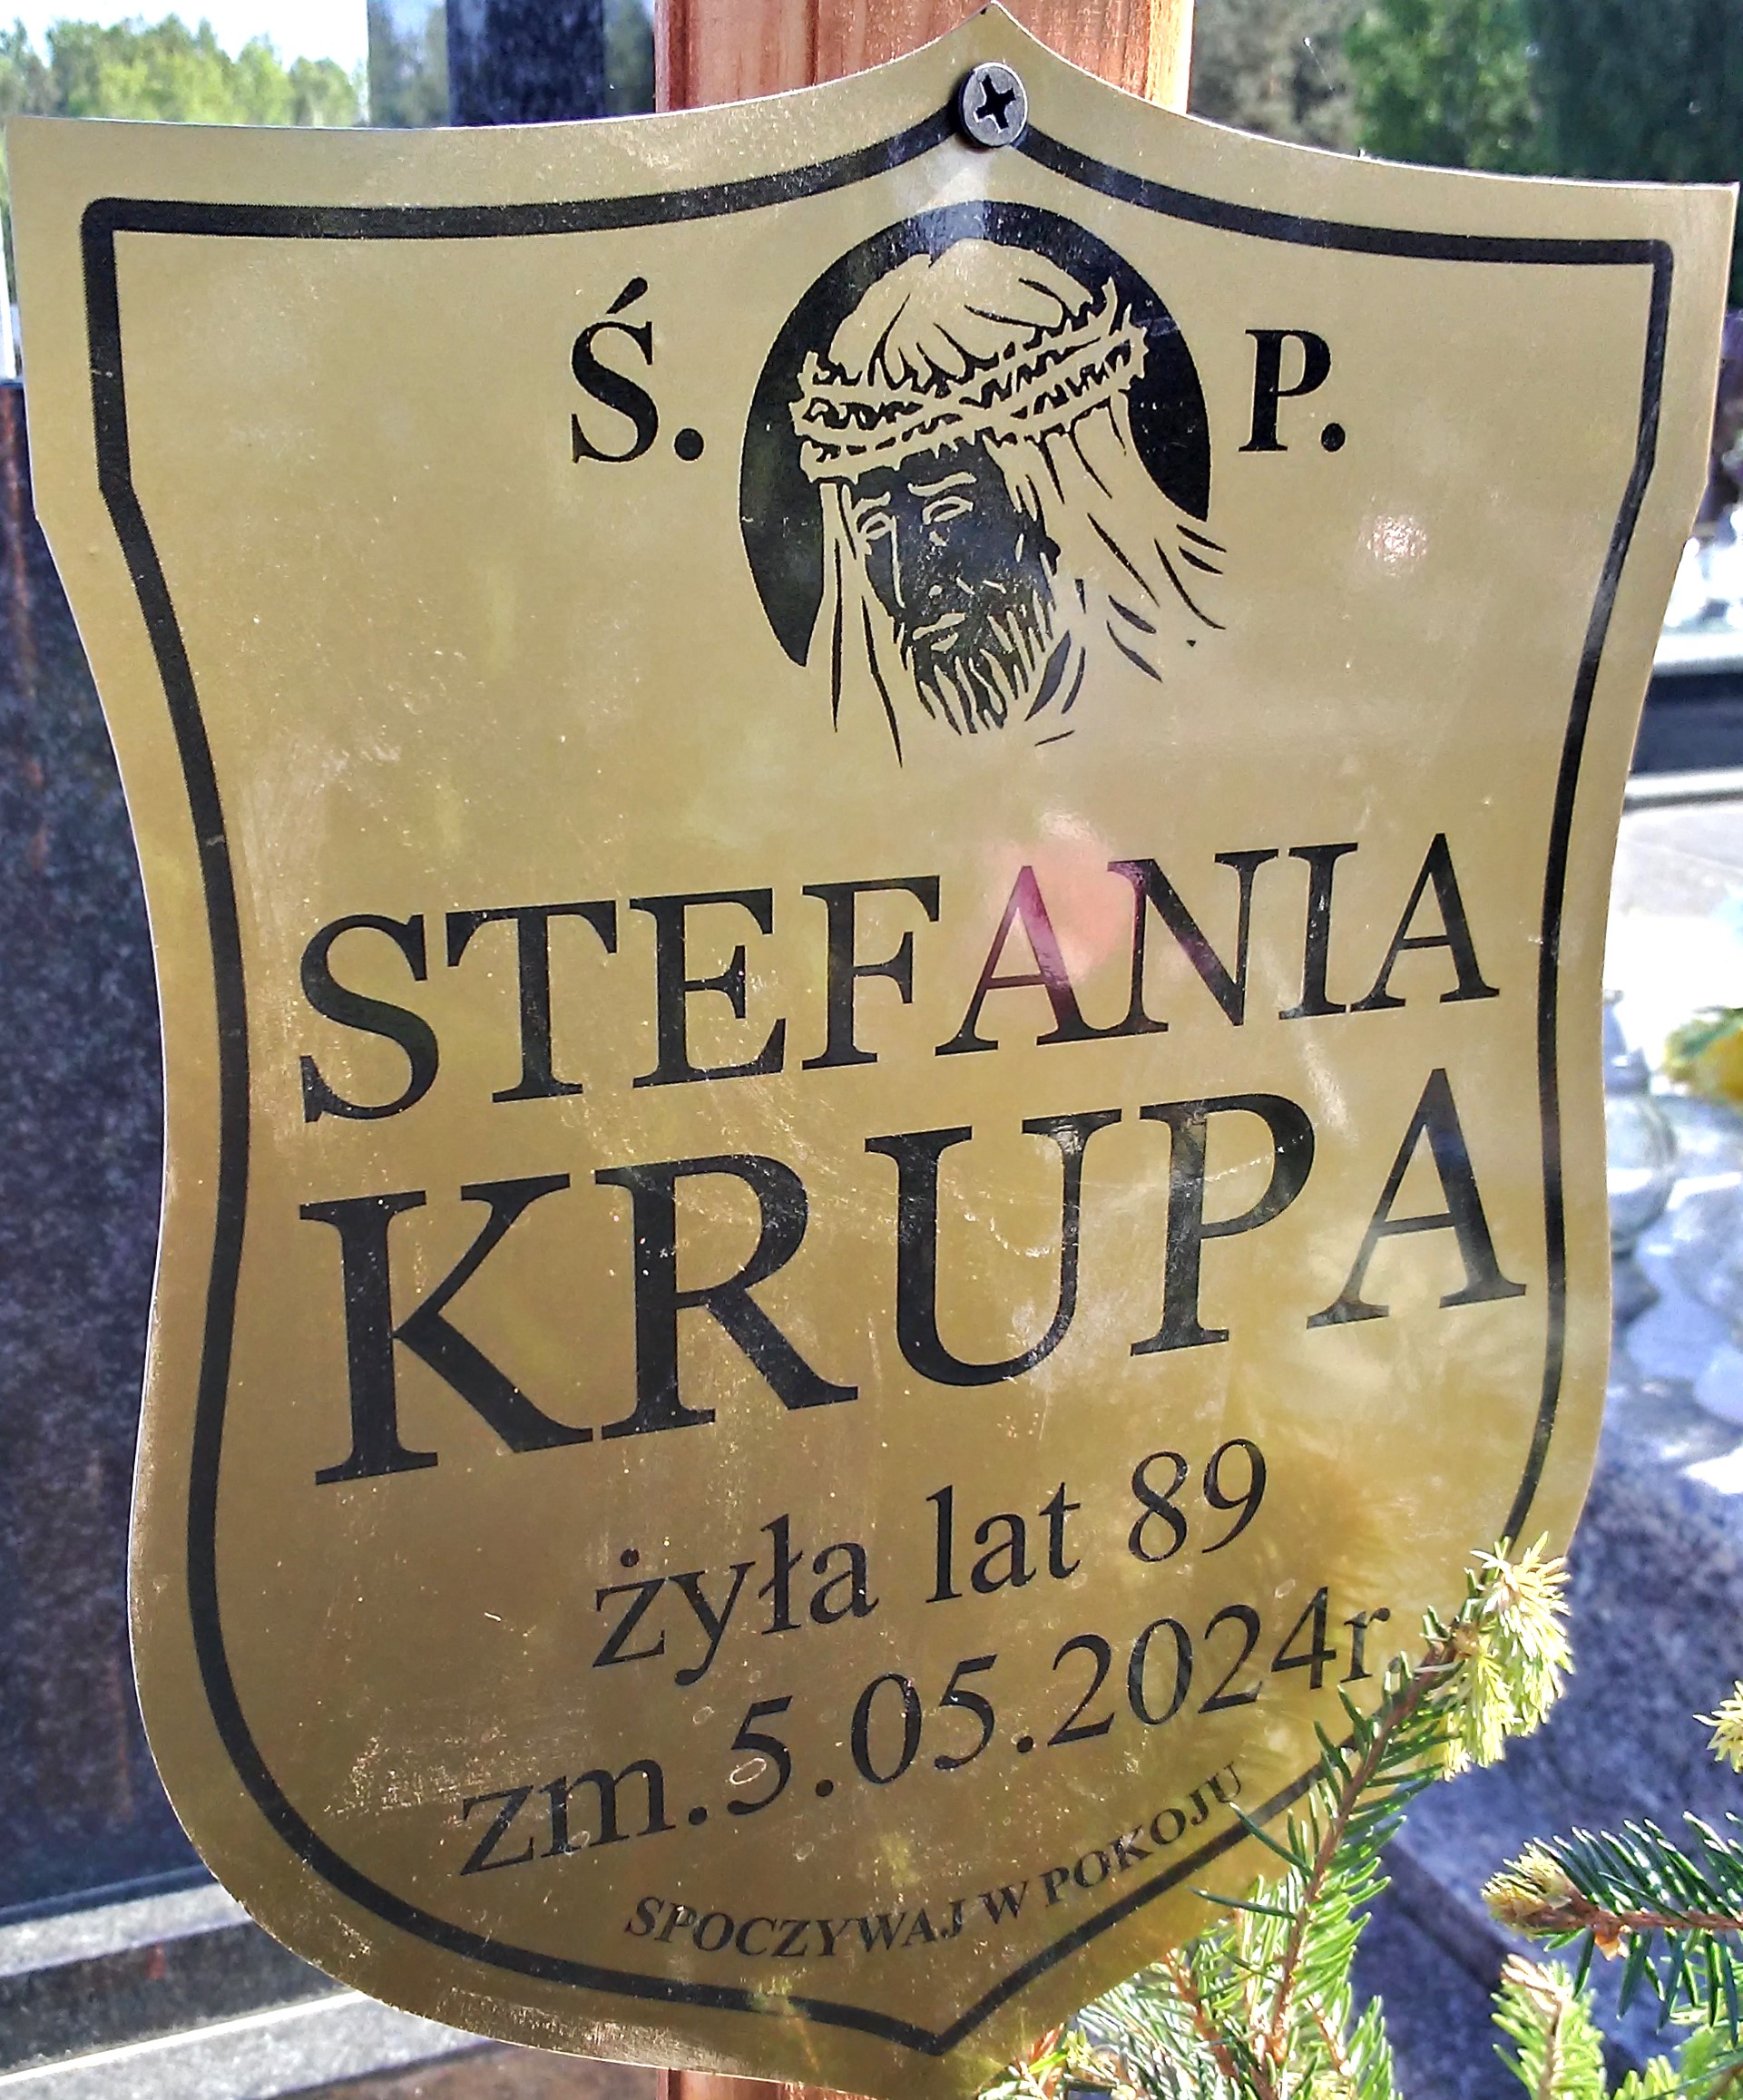 Ś. P.
STEFANIA
KRUPA
żyła lat 89
zm.5.05.2024r.
SPOCZYWAJ W POKOJU